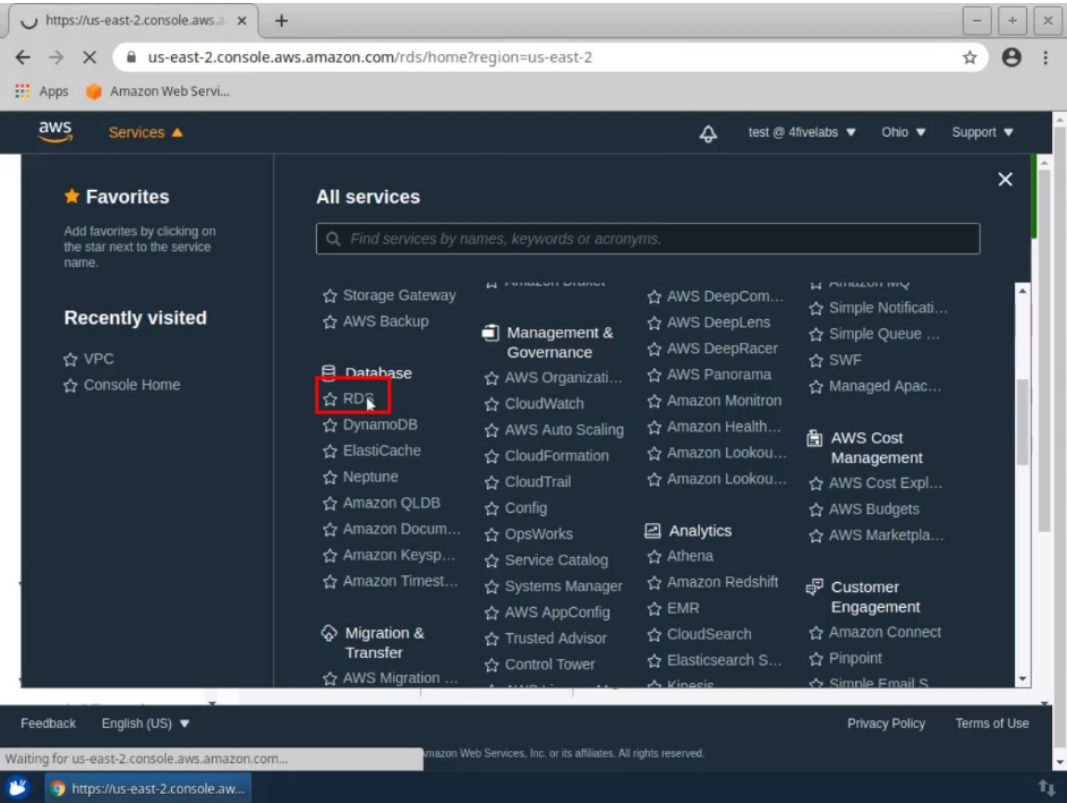 https://us-east-2.console.aws.a
us-east-2.console.aws.amazon.com/rds/home?region=us-east-2
Apps
Amazon Web Servi...
aws
Services
test @ 4fivelabs
Ohio
Support
Favorites
Add favorites by clicking on
the star next to the service
name.
Recently visited
VPC
Console Home
All services
Find services by names, keywords or acronyms.
Storage Gateway
AWS Backup
Database
RDS
DynamoDB
ElastiCache
Neptune
Amazon QLDB
Amazon Docum...
Amazon Keysp...
Amazon Timest...
Migration &
Transfer
AWS Migration ...
Amazon Braket
Management &
Governance
AWS Organizati...
CloudWatch
AWS Auto Scaling
CloudFormation
CloudTrail
Config
OpsWorks
Service Catalog
Systems Manager
AWS AppConfig
Trusted Advisor
Control Tower
AWS DeepCom...
AWS DeepLens
AWS DeepRacer
AWS Panorama
Amazon Monitron
Amazon Health...
Amazon Lookou...
Amazon Lookou...
Analytics
Athena
Amazon Redshift
EMR
CloudSearch
Elasticsearch S...
Kinesis
Amazon MQ
Simple Notificati...
Simple Queue ...
SWF
Managed Apac...
AWS Cost
Management
AWS Cost Expl...
AWS Budgets
AWS Marketpla...
Customer
Engagement
Amazon Connect
Pinpoint
Simple Email S...
Feedback
English (US)
Privacy Policy
Terms of Use
Waiting for us-east-2.console.aws.amazon.com...
mazon Web Services, Inc. or its affiliates. All rights reserved.
https://us-east-2.console.aw...